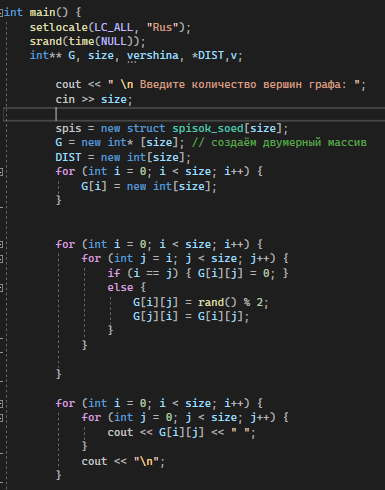 int main() {
setlocale(LC_ALL, "Rus");
srand(time(NULL));
int** G, size, vershina, *DIST,v;
cout << " \n Введите количество вершин графа: ";
cin >> size;
spis = new struct spisok_soed[size];
G = new int* [size]; // создаём двумерный массив
DIST = new int[size];
for (int i = 0; i < size; i++) {
G[i] = new int[size];
}
for (int i = 0; i < size; i++) {
for (int j = i; j < size; j++) {
if (i == j) { G[i][j] = 0; }
else {
G[i][j] = rand() % 2;
G[j][i] = G[i][j];
}
}
}
for (int i = 0; i < size; i++) {
for (int j = 0; j < size; j++) {
cout << G[i][j] << " ";
}
cout << "\n";
}